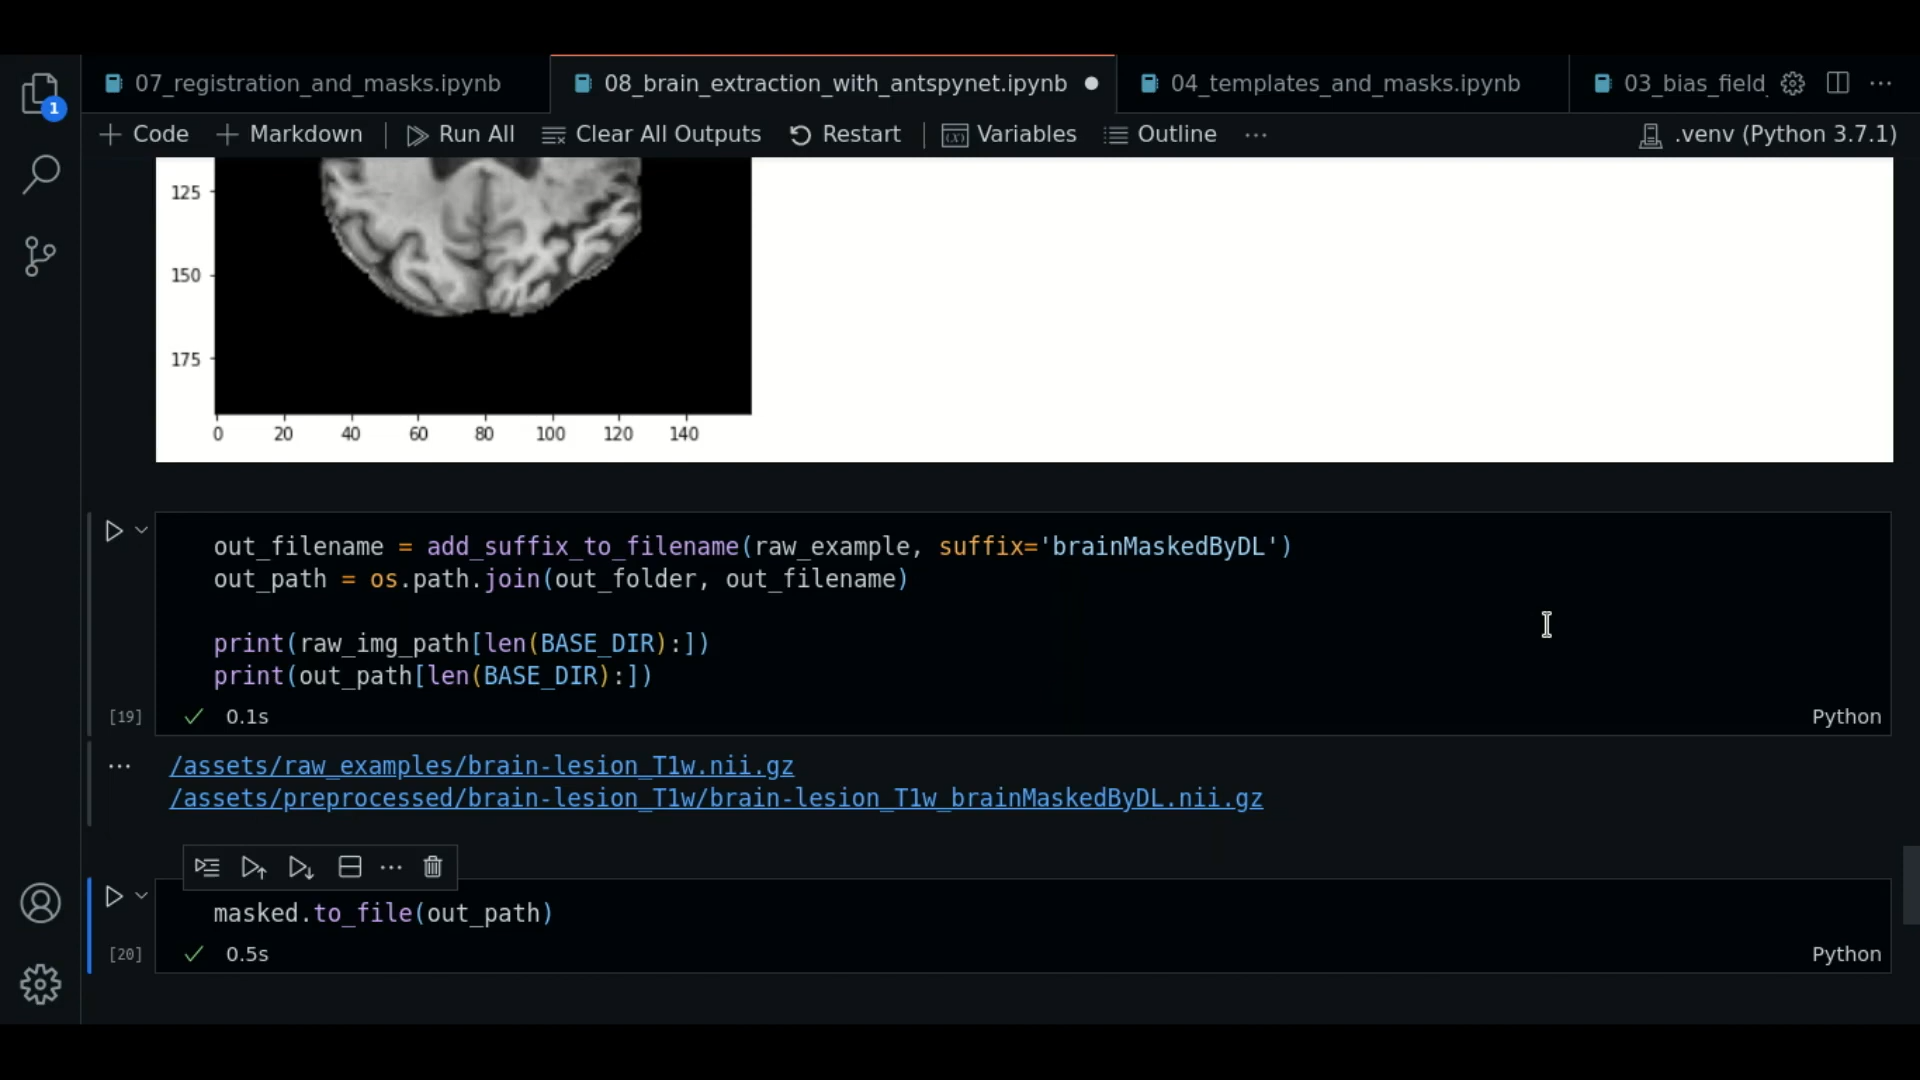 07_registration_and_masks.ipynb
08_brain_extraction_with_antspynet.ipynb
04_templates_and_masks.ipynb
03_bias_field_
1
Code
Markdown
Run All
Clear All Outputs
Restart
Variables
Outline
.venv (Python 3.7.1)
125
150
175
0 20 40 60 80 100 120 140
out_filename = add_suffix_to_filename(raw_example, suffix='brainMaskedByDL')
out_path = os.path.join(out_folder, out_filename)
print(raw_img_path[len(BASE_DIR):])
print(out_path[len(BASE_DIR):])
[19] 0.1s Python
/assets/raw_examples/brain-lesion_T1w.nii.gz
/assets/preprocessed/brain-lesion_T1w/brain-lesion_T1w_brainMaskedByDL.nii.gz
masked.to_file(out_path)
[20] 0.5s Python